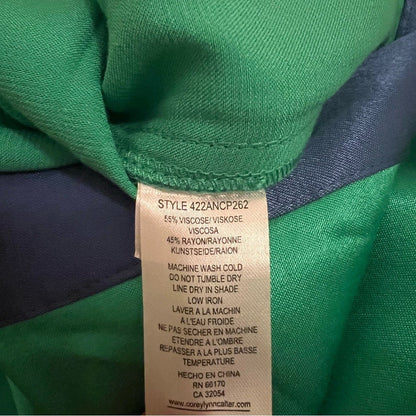 STYLE 422ANCP262
55% VISCOSE/ VISKOSE
VISCOSA
45% RAYON/RAYONNE
KUNSTSEIDE/RAION
MACHINE WASH COLD
DO NOT TUMBLE DRY
LINE DRY IN SHADE
LOW IRON
LAVER A LA MACHIN
A L'EAU FROIDE
NE PAS SECHER EN MACHINE
ETENDRE A L'OMBRE
REPASSER A LA PLUS BASSE
TEMPERATURE
HECHO EN CHINA
RN 66170
CA 32054
www.coreylynncalter.com